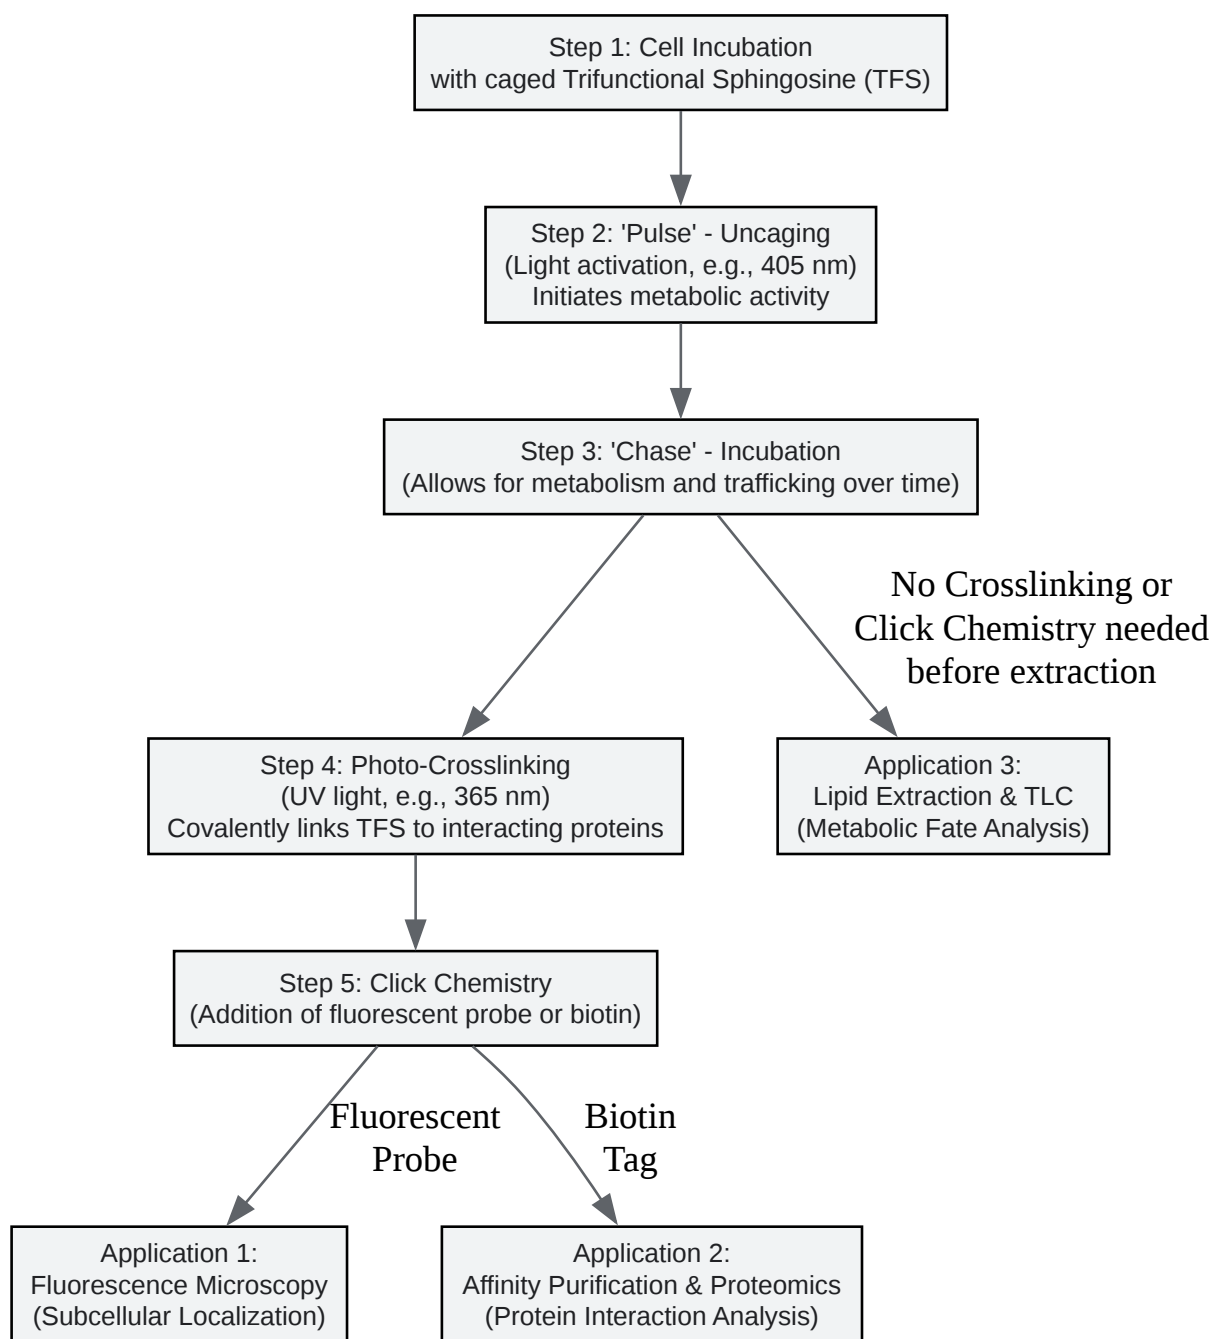 Step 1: Cell Incubation
with caged Trifunctional Sphingosine (TFS)
Step 2: 'Pulse' - Uncaging
(Light activation, e.g., 405 nm)
Initiates metabolic activity
Step 3: 'Chase' - Incubation
(Allows for metabolism and trafficking over time)
No Crosslinking or
Click Chemistry needed
before extraction
Step 4: Photo-Crosslinking
(UV light, e.g., 365 nm)
Covalently links TFS to interacting proteins
Application 3:
Lipid Extraction & TLC
(Metabolic Fate Analysis)
Step 5: Click Chemistry
(Addition of fluorescent probe or biotin)
Fluorescent
Probe
Biotin
Tag
Application 1:
Fluorescence Microscopy
(Subcellular Localization)
Application 2:
Affinity Purification & Proteomics
(Protein Interaction Analysis)